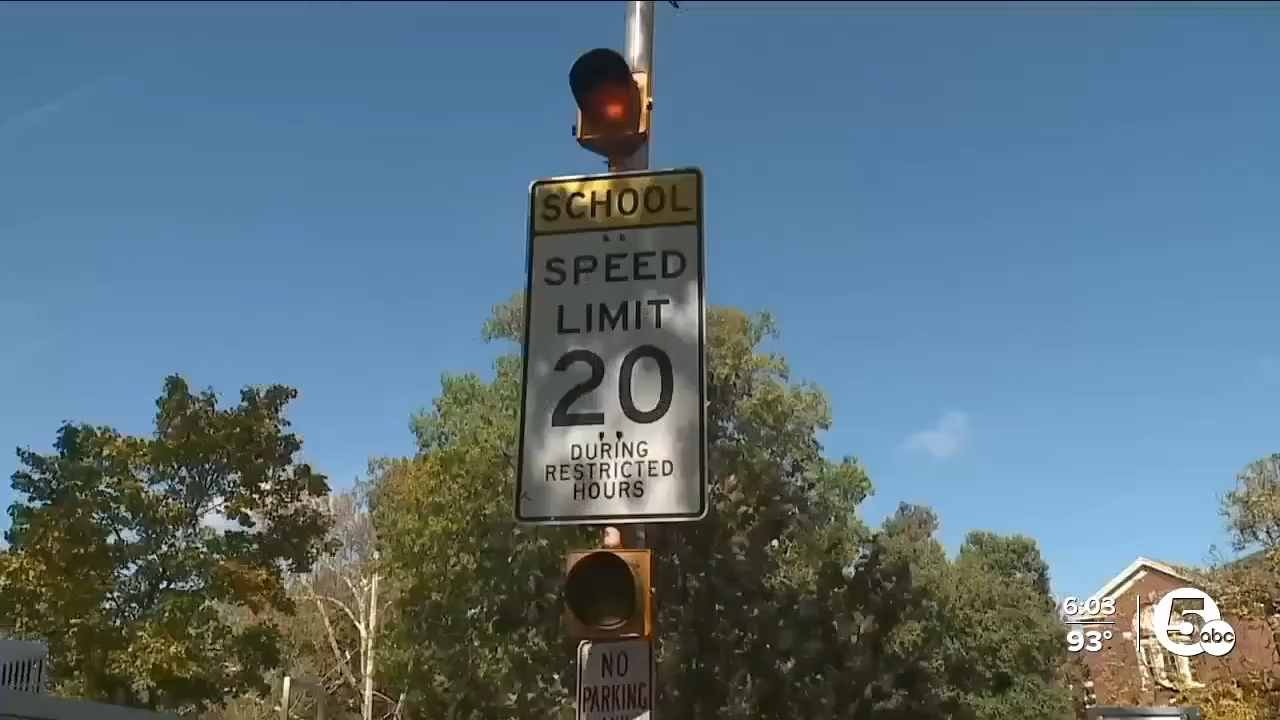 SCHOOL
SPEED
LIMIT
20
DURING
RESTRICTED
HOURS
NO
PARKING
6:03
93°
5
abc